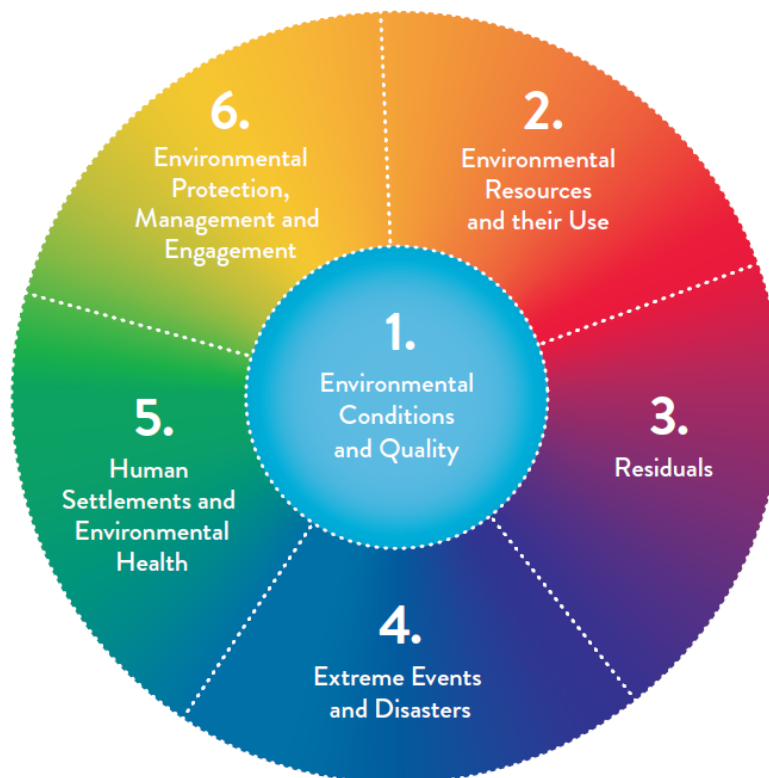 1.
Environmental
Conditions
and Quality
2.
Environmental
Resources
and their Use
3.
Residuals
4.
Extreme Events
and Disasters
5.
Human
Settlements and
Environmental
Health
6.
Environmental
Protection,
Management and
Engagement